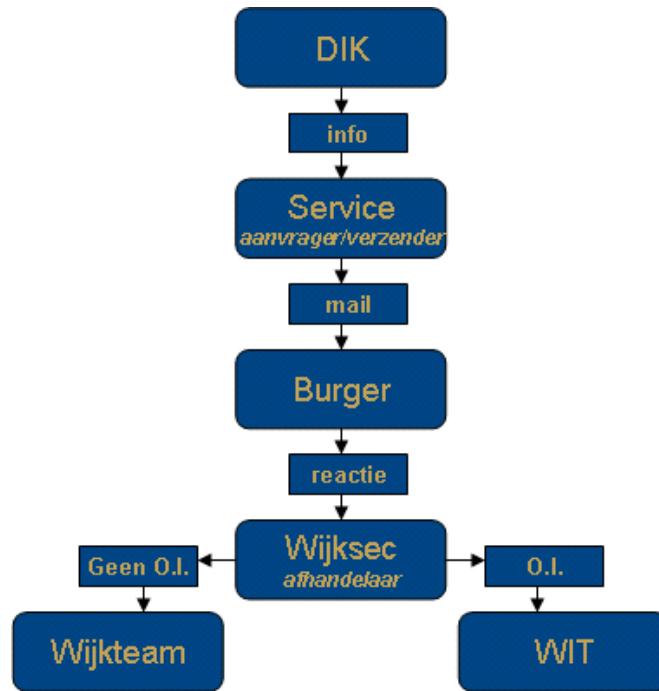 DIK
info
Service
aanvrager/verzender
mail
Burger
reactie
Wijksec
afhandelaar
Geen O.I.
O.I.
Wijkteam
WIT